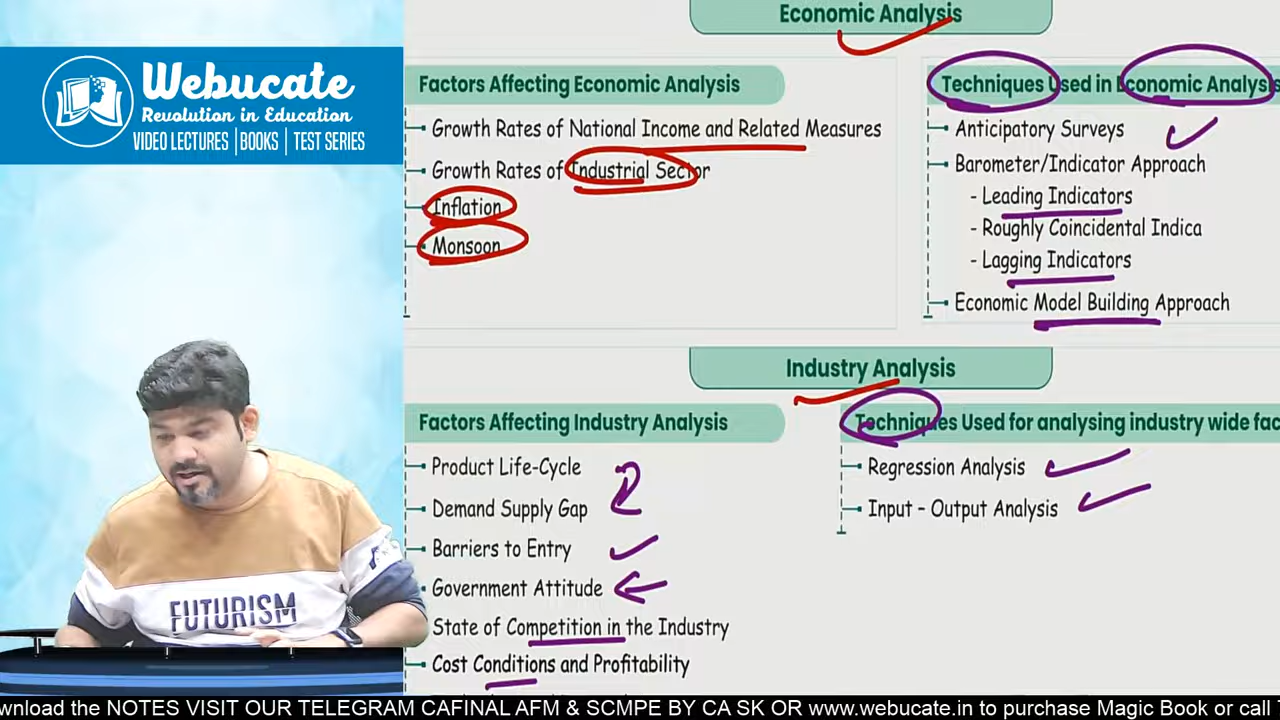 Economic Analysis
Webucate
Revolution in Education
VIDEO LECTURES | BOOKS | TEST SERIES
Factors Affecting Economic Analysis
Growth Rates of National Income and Related Measures
Growth Rates of Industrial Sector
Inflation
Monsoon
Techniques Used in Economic Analysis
Anticipatory Surveys
Barometer/Indicator Approach
- Leading Indicators
- Roughly Coincidental Indica
- Lagging Indicators
Economic Model Building Approach
Industry Analysis
Factors Affecting Industry Analysis
Product Life-Cycle
Demand Supply Gap
Barriers to Entry
Government Attitude
State of Competition in the Industry
Cost Conditions and Profitability
Techniques Used for analysing industry wide fac
Regression Analysis
Input – Output Analysis
FUTURISM
wnload the NOTES VISIT OUR TELEGRAM CAFINAL AFM & SCMPE BY CA SK OR www.webucate.in to purchase Magic Book or call